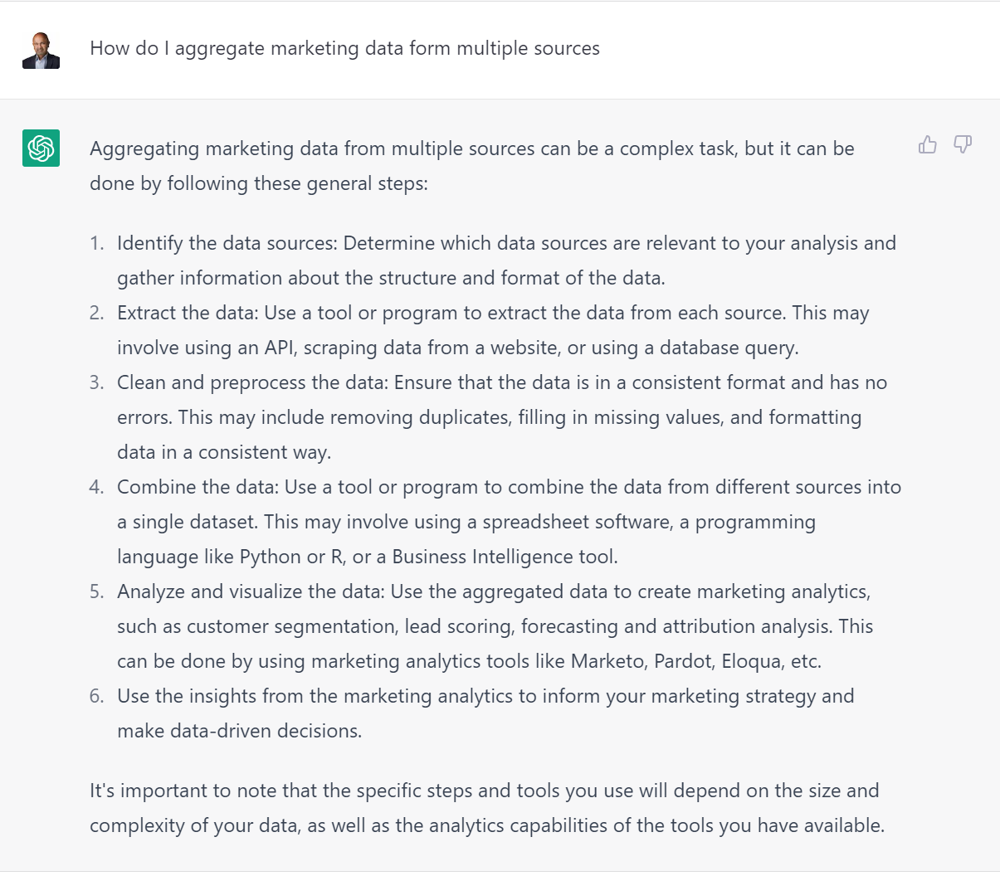 How do I aggregate marketing data form multiple sources
Aggregating marketing data from multiple sources can be a complex task, but it can be
done by following these general steps:
1. Identify the data sources: Determine which data sources are relevant to your analysis and
gather information about the structure and format of the data.
2. Extract the data: Use a tool or program to extract the data from each source. This may
involve using an API, scraping data from a website, or using a database query.
3. Clean and preprocess the data: Ensure that the data is in a consistent format and has no
errors. This may include removing duplicates, filling in missing values, and formatting
data in a consistent way.
4. Combine the data: Use a tool or program to combine the data from different sources into
a single dataset. This may involve using a spreadsheet software, a programming
language like Python or R, or a Business Intelligence tool.
5. Analyze and visualize the data: Use the aggregated data to create marketing analytics,
such as customer segmentation, lead scoring, forecasting and attribution analysis. This
can be done by using marketing analytics tools like Marketo, Pardot, Eloqua, etc.
6. Use the insights from the marketing analytics to inform your marketing strategy and
make data-driven decisions.
It's important to note that the specific steps and tools you use will depend on the size and
complexity of your data, as well as the analytics capabilities of the tools you have available.